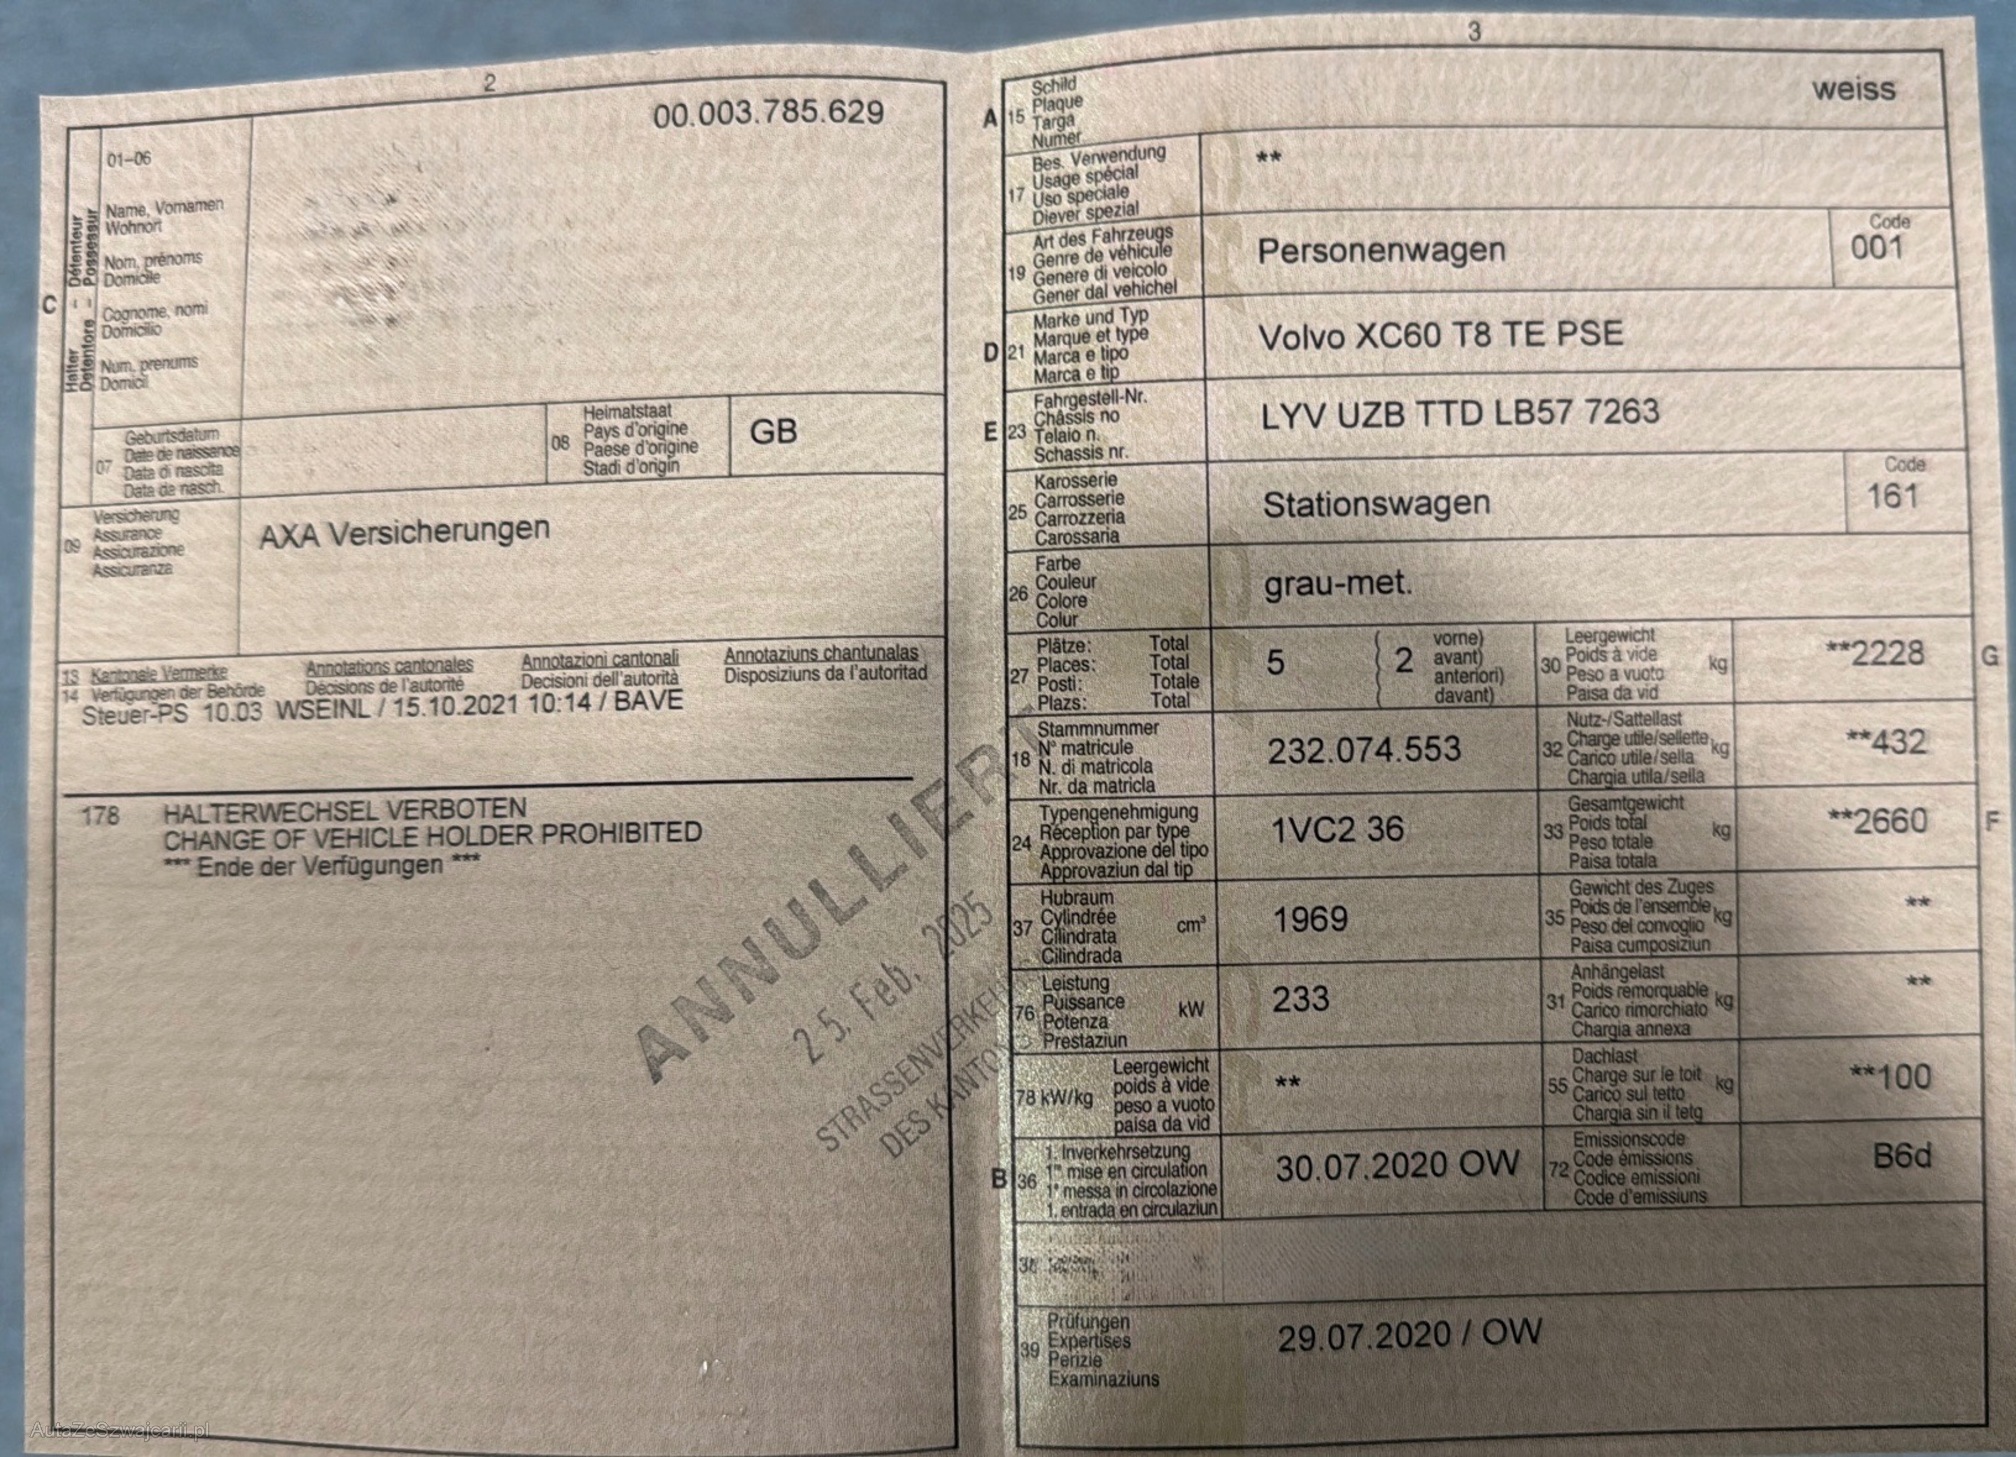 2
00.003.785.629
C
Halter - Détenteur
Detentore - Possessur
01-06
Name, Vornamen
Wohnort
Nom, prénoms
Domicile
Cognome, nomi
Domicilio
Num, prenums
Domicil
07
Geburtsdatum
Date de naissance
Data di nascita
Data da nasch.
08
Heimatstaat
Pays d'origine
Paese d'origine
Stadi d'origin
GB
09
Versicherung
Assurance
Assicurazione
Assicuranza
AXA Versicherungen
13 Kantonale Vermerke
14 Verfügungen der Behörde
Annotations cantonales
Décisions de l'autorité
Annotazioni cantonali
Decisioni dell'autorità
Annotaziuns chantunalas
Disposiziuns da l'autoritad
Steuer-PS 10.03 WSEINL / 15.10.2021 10:14 / BAVE
178 HALTERWECHSEL VERBOTEN
CHANGE OF VEHICLE HOLDER PROHIBITED
*** Ende der Verfügungen ***
ANNULLIERT
25. Feb. 2025
DES KANTO
3
A 15
Schild
Plaque
Targa
Numer
weiss
17
Bes. Verwendung
Usage spécial
Uso speciale
Diever spezial
**
19
Art des Fahrzeugs
Genre de véhicule
Genere di veicolo
Gener dal vehichel
Personenwagen
Code
001
D 21
Marke und Typ
Marque et type
Marca e tipo
Marca e tip
Volvo XC60 T8 TE PSE
E 23
Fahrgestell-Nr.
Châssis no
Telaio n.
Schassis nr.
LYV UZB TTD LB57 7263
25
Karosserie
Carrosserie
Carrozzeria
Carossaria
Stationswagen
Code
161
26
Farbe
Couleur
Colore
Colur
grau-met.
27
Plätze: Total
Places: Total
Posti: Totale
Plazs: Total
5
2
vorne)
avant)
anteriori)
davant)
30
Leergewicht
Poids à vide
Peso a vuoto
Paisa da vid
kg
**2228
G
18
Stammnummer
N° matricule
N. di matricola
Nr. da matricla
232.074.553
32
Nutz-/Sattellast
Charge utile/sellette
Carico utile/sella
Chargia utila/sella
kg
**432
24
Typengenehmigung
Réception par type
Approvazione del tipo
Approvaziun dal tip
1VC2 36
33
Gesamtgewicht
Poids total
Peso totale
Paisa totala
kg
**2660
F
37
Hubraum
Cylindrée
Cilindrata
Cilindrada
cm³
1969
35
Gewicht des Zuges
Poids de l'ensemble
Peso del convoglio
Paisa cumposiziun
kg
**
76
Leistung
Puissance
Potenza
Prestaziun
kW
233
31
Anhängelast
Poids remorquable
Carico rimorchiato
Chargia annexa
kg
**
78 kW/kg
Leergewicht
poids à vide
peso a vuoto
paisa da vid
**
55
Dachlast
Charge sur le toit
Carico sul tetto
Chargia sin il tetg
kg
**100
B 36
1. Inverkehrsetzung
1re mise en circulation
1a messa in circolazione
1. entrada en circulaziun
30.07.2020 OW
72
Emissionscode
Code émissions
Codice emissioni
Code d'emissiuns
B6d
38
39
Prüfungen
Expertises
Perizie
Examinaziuns
29.07.2020 / OW
AutaZeSzwajcarii.pl